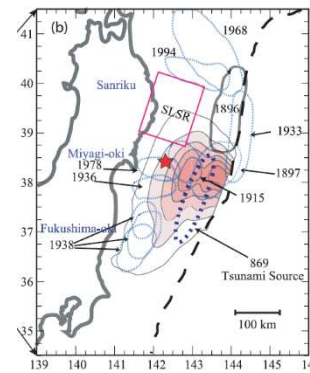 41
(b)
1968
1994
40
Sanriku
SLSR
1896
39
1933
Miyagi-oki
1978
1897
38
1936
1915
37
Fukushima-oki
1938
869
36
Tsunami Source
35
100 km
139 140 141 142 143 144 145